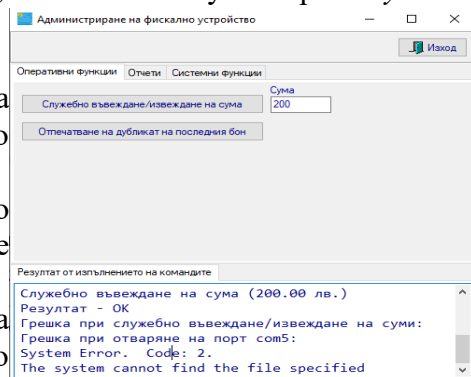 Администриране на фискално устройство
Изход
Оперативни функции Отчети Системни функции
Сума
Служебно въвеждане/извеждане на сума 200
Отпечатване на дубликат на последния бон
Резултат от изпълнението на командите
Служебно въвеждане на сума (200.00 лв.)
Резултат - ОК
Грешка при служебно въвеждане/извеждане на суми:
Грешка при отваряне на порт com5:
System Error.  Code: 2.
The system cannot find the file specified